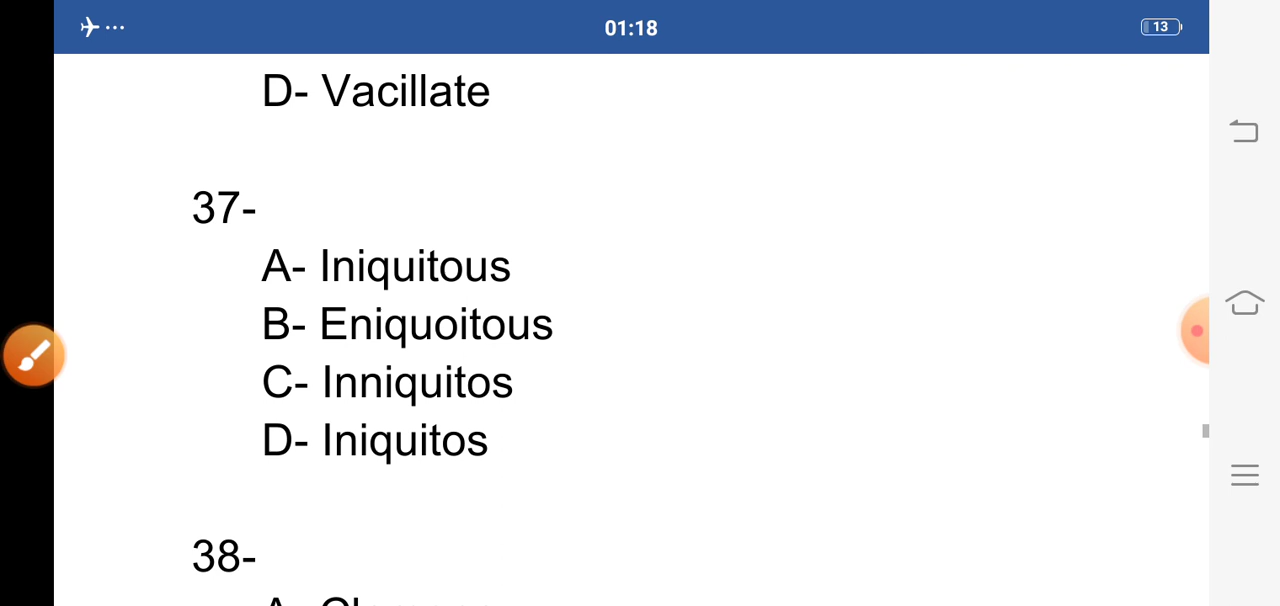 01:18
13
D- Vacillate
37-
A- Iniquitous
B- Eniquoitous
C- Inniquitos
D- Iniquitos
38-